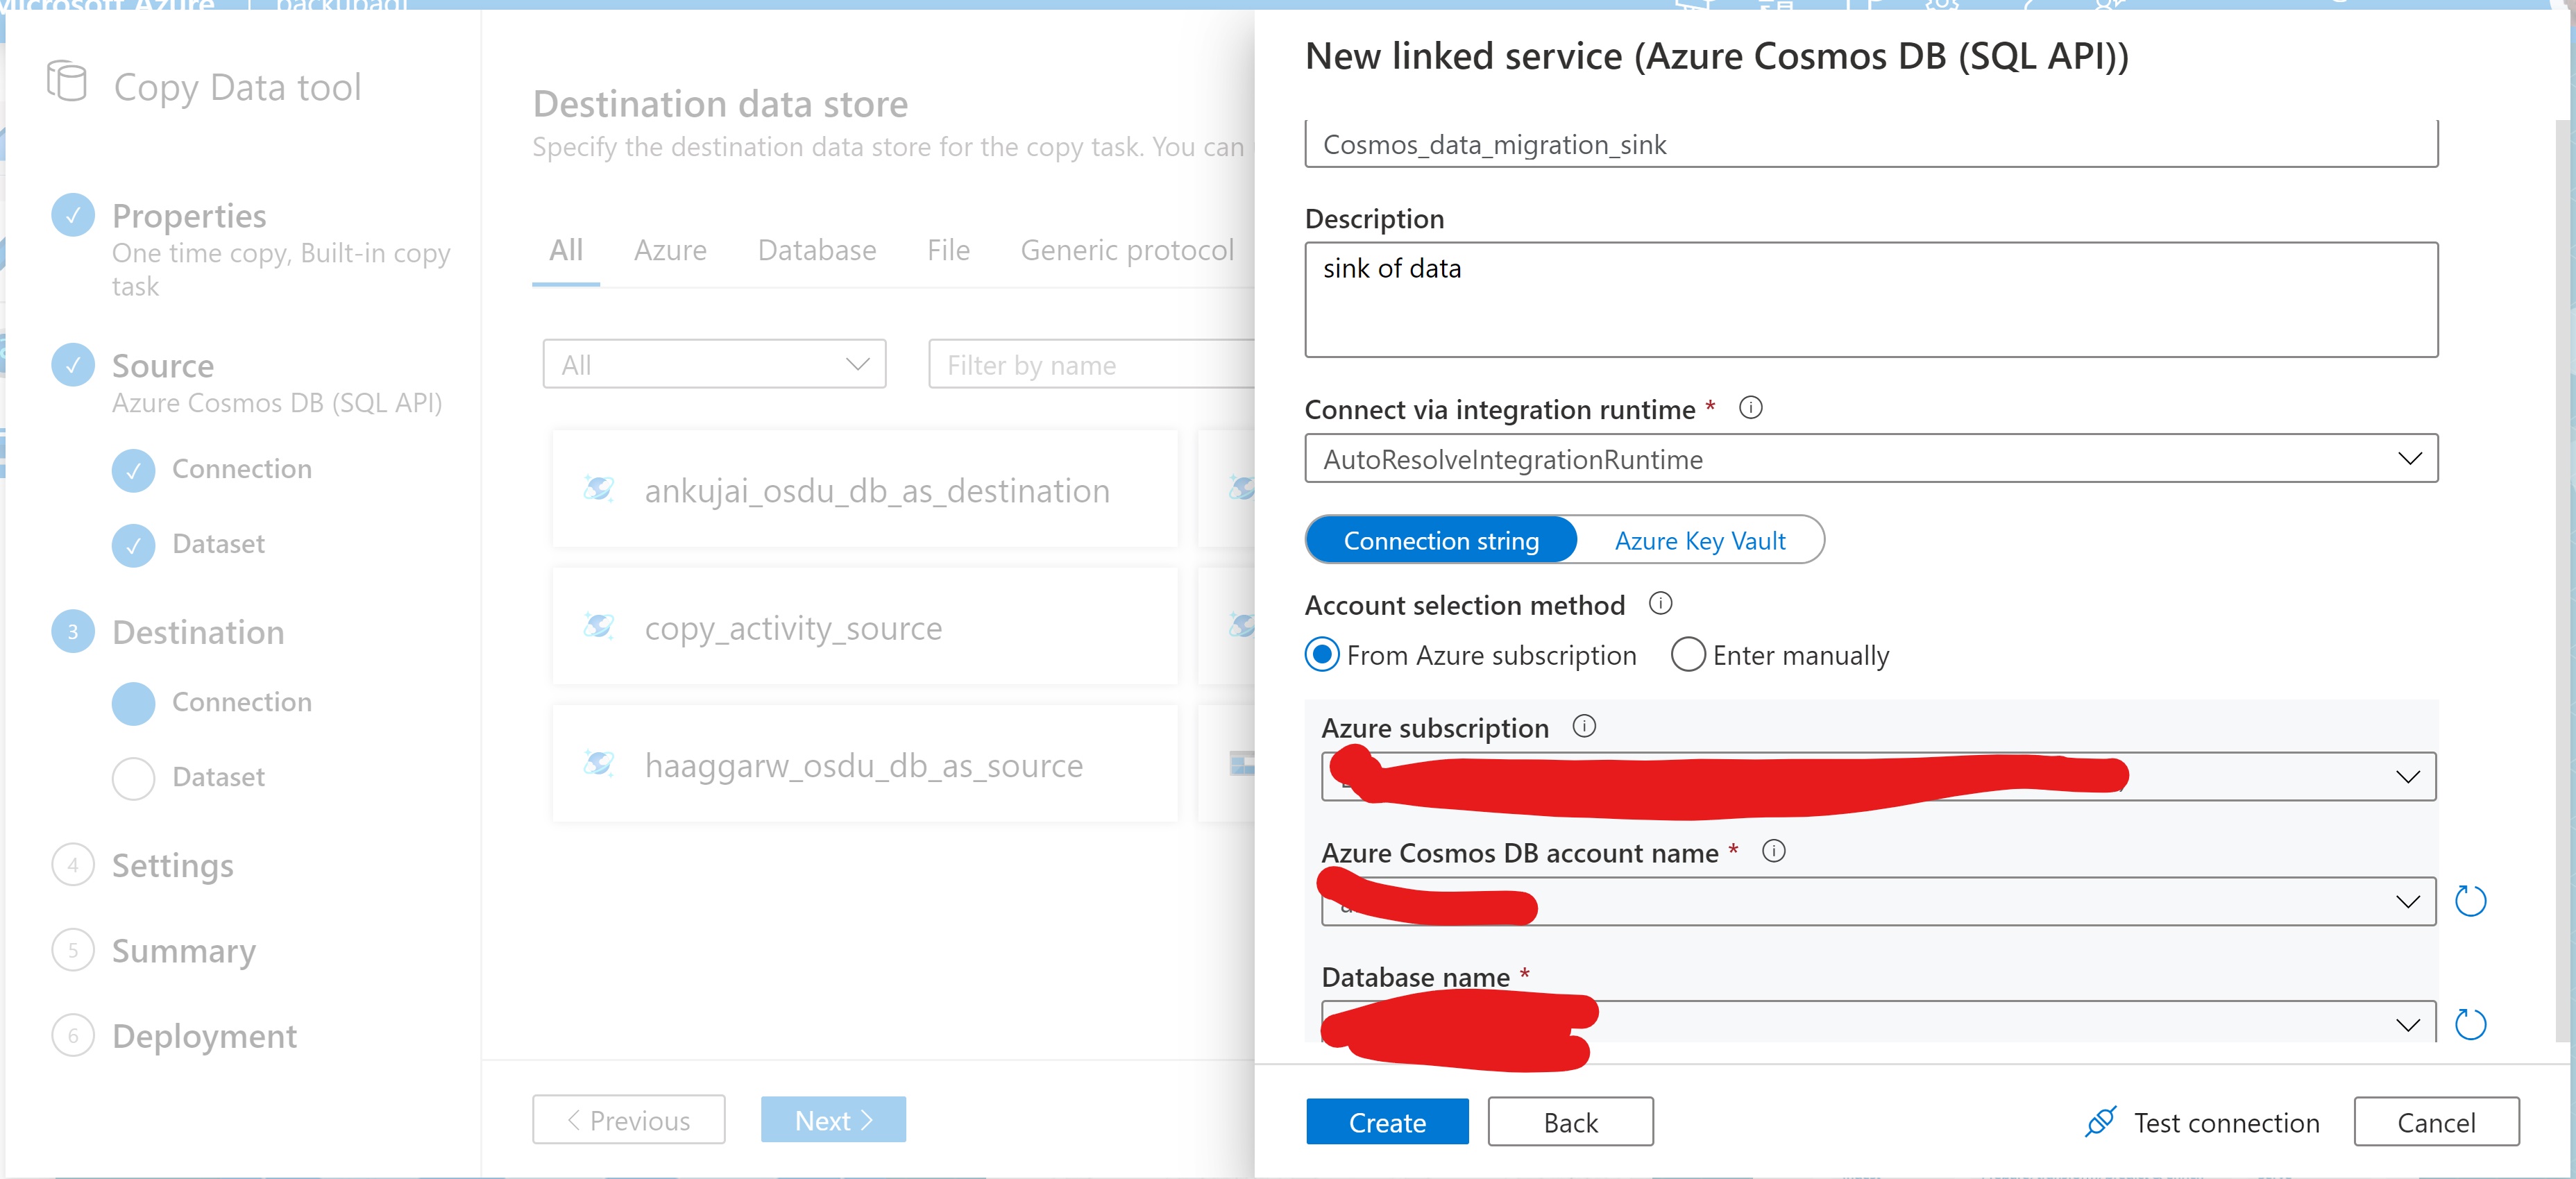 Microsoft Azure | backupadf
New linked service (Azure Cosmos DB (SQL API))
Copy Data tool
Properties
One time copy, Built-in copy
task
Source
Azure Cosmos DB (SQL API)
Connection
Dataset
3 Destination
Connection
Dataset
4 Settings
5 Summary
6 Deployment
Destination data store
Specify the destination data store for the copy task. You can
All Azure Database File Generic protocol
All Filter by name
ankujai_osdu_db_as_destination
copy_activity_source
haaggarw_osdu_db_as_source
Previous Next
Cosmos_data_migration_sink
Description
sink of data
Connect via integration runtime *
AutoResolveIntegrationRuntime
Connection string Azure Key Vault
Account selection method
From Azure subscription Enter manually
Azure subscription
Azure Cosmos DB account name *
Database name *
Create Back Test connection Cancel